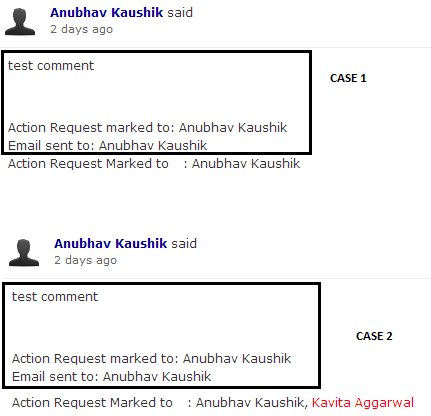 Anubhav Kaushik said
2 days ago
test comment
CASE 1
Action Request marked to: Anubhav Kaushik
Email sent to: Anubhav Kaushik
Action Request Marked to : Anubhav Kaushik
Anubhav Kaushik said
2 days ago
test comment
CASE 2
Action Request marked to: Anubhav Kaushik
Email sent to: Anubhav Kaushik
Action Request Marked to : Anubhav Kaushik, Kavita Aggarwal